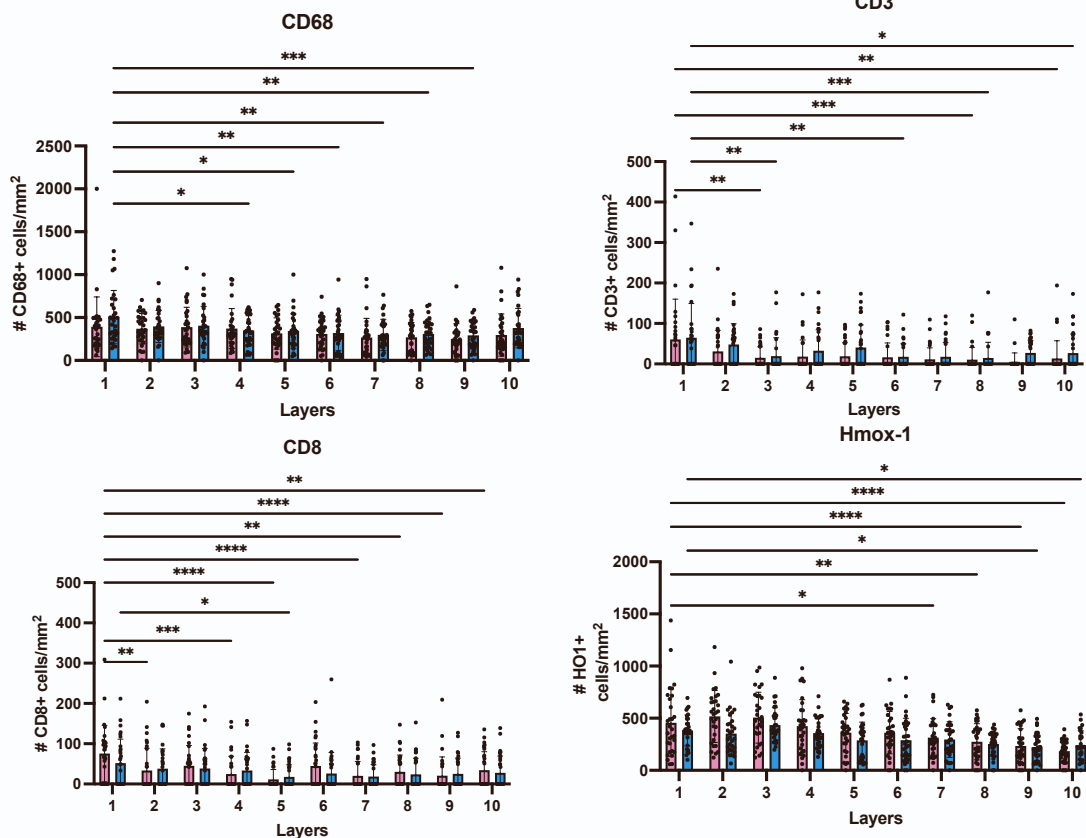 CD68
***
**
**
**
*
*
# CD68+ cells/mm2
2500
2000
1500
1000
500
0
1 2 3 4 5 6 7 8 9 10
Layers
CD3
*
**
***
***
**
**
**
# CD3+ cells/mm2
500
400
300
200
100
0
1 2 3 4 5 6 7 8 9 10
Layers
CD8
**
****
**
****
****
*
***
**
# CD8+ cells/mm2
500
400
300
200
100
0
1 2 3 4 5 6 7 8 9 10
Layers
Hmox-1
*
****
****
*
**
*
# HO1+
cells/mm2
2000
1500
1000
500
0
1 2 3 4 5 6 7 8 9 10
Layers